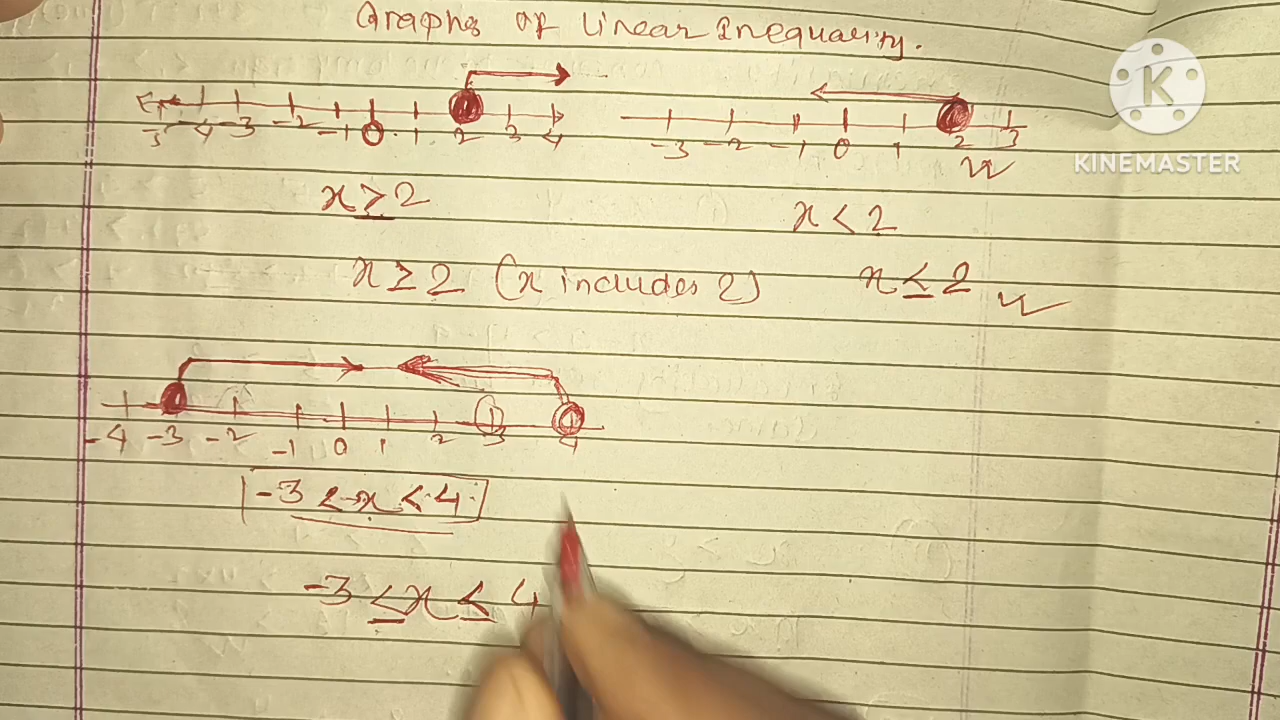 Graphs of Linear Inequality.
-5 -4 -3 -2 -1 0 1 2 3 4
-3 -2 -1 0 1 2 3
K
KINEMASTER
x ≥ 2
x < 2
x ≥ 2 (x includes 2)
x ≤ 2
-4 -3 -2 -1 0 1 2 3 4
-3 < x < 4
-3 ≤ x ≤ 4